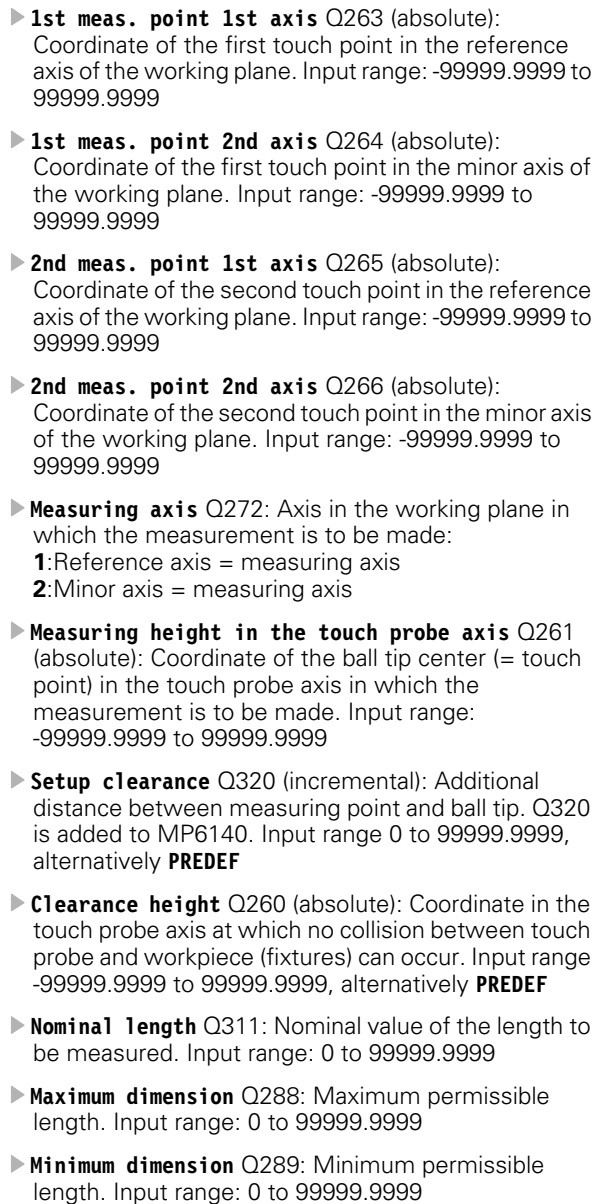 1st meas. point 1st axis Q263 (absolute):
Coordinate of the first touch point in the reference
axis of the working plane. Input range: -99999.9999 to
99999.9999
1st meas. point 2nd axis Q264 (absolute):
Coordinate of the first touch point in the minor axis of
the working plane. Input range: -99999.9999 to
99999.9999
2nd meas. point 1st axis Q265 (absolute):
Coordinate of the second touch point in the reference
axis of the working plane. Input range: -99999.9999 to
99999.9999
2nd meas. point 2nd axis Q266 (absolute):
Coordinate of the second touch point in the minor axis
of the working plane. Input range: -99999.9999 to
99999.9999
Measuring axis Q272: Axis in the working plane in
which the measurement is to be made:
1:Reference axis = measuring axis
2:Minor axis = measuring axis
Measuring height in the touch probe axis Q261
(absolute): Coordinate of the ball tip center (= touch
point) in the touch probe axis in which the
measurement is to be made. Input range:
-99999.9999 to 99999.9999
Setup clearance Q320 (incremental): Additional
distance between measuring point and ball tip. Q320
is added to MP6140. Input range 0 to 99999.9999,
alternatively PREDEF
Clearance height Q260 (absolute): Coordinate in the
touch probe axis at which no collision between touch
probe and workpiece (fixtures) can occur. Input range
-99999.9999 to 99999.9999, alternatively PREDEF
Nominal length Q311: Nominal value of the length to
be measured. Input range: 0 to 99999.9999
Maximum dimension Q288: Maximum permissible
length. Input range: 0 to 99999.9999
Minimum dimension Q289: Minimum permissible
length. Input range: 0 to 99999.9999